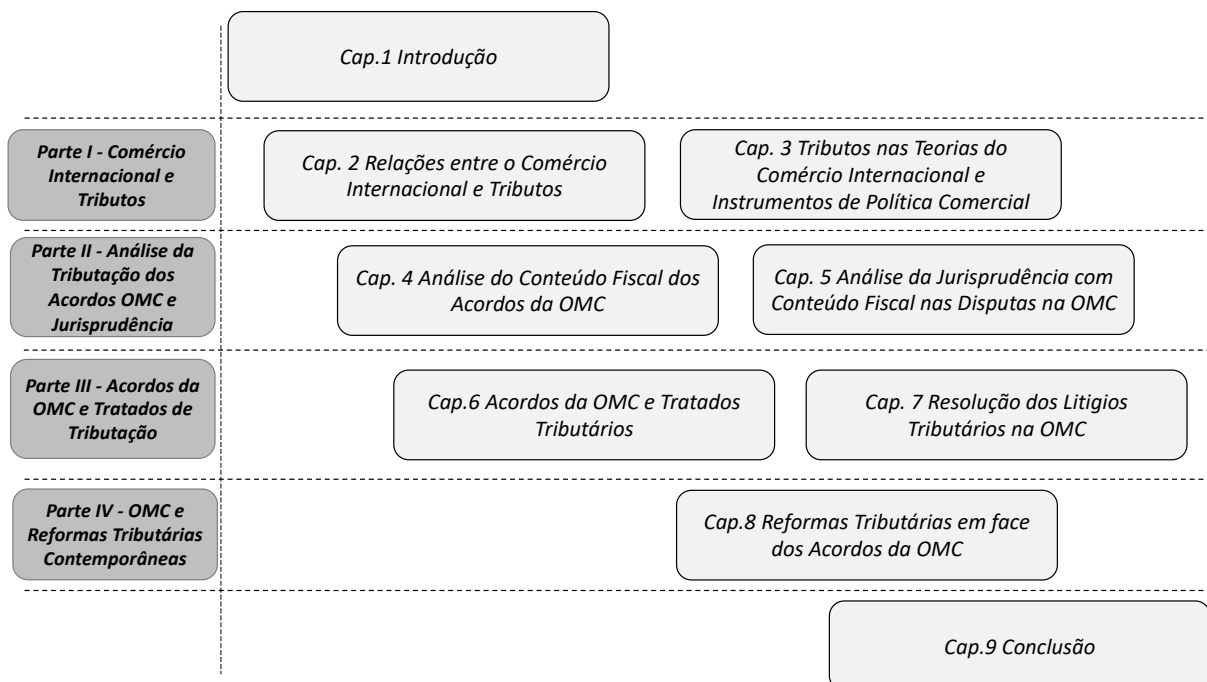 Cap.1 Introdução
Parte I - Comércio
Internacional e
Tributos
Cap. 2 Relações entre o Comércio
Internacional e Tributos
Cap. 3 Tributos nas Teorias do
Comércio Internacional e
Instrumentos de Política Comercial
Parte II - Análise da
Tributação dos
Acordos OMC e
Jurisprudência
Cap. 4 Análise do Conteúdo Fiscal dos
Acordos da OMC
Cap. 5 Análise da Jurisprudência com
Conteúdo Fiscal nas Disputas na OMC
Parte III - Acordos da
OMC e Tratados de
Tributação
Cap.6 Acordos da OMC e Tratados
Tributários
Cap. 7 Resolução dos Litigios
Tributários na OMC
Parte IV - OMC e
Reformas Tributárias
Contemporâneas
Cap.8 Reformas Tributárias em face
dos Acordos da OMC
Cap.9 Conclusão